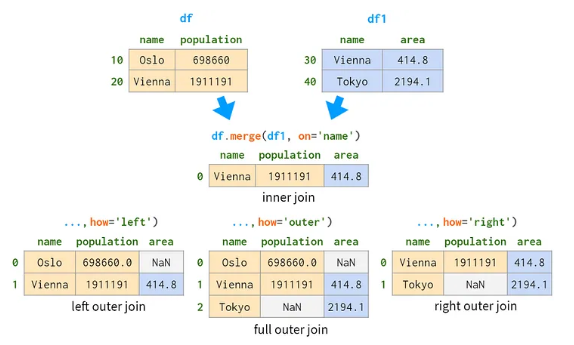 df df1
name population name area
10 Oslo 698660 30 Vienna 414.8
20 Vienna 1911191 40 Tokyo 2194.1
df.merge(df1, on='name')
name population area
0 Vienna 1911191 414.8
inner join
...,how='left') ...,how='outer') ...,how='right')
name population area name population area name population area
0 Oslo 698660.0 NaN 0 Oslo 698660.0 NaN 0 Vienna 1911191 414.8
1 Vienna 1911191 414.8 1 Vienna 1911191 414.8 1 Tokyo NaN 2194.1
left outer join 2 Tokyo NaN 2194.1 right outer join
full outer join